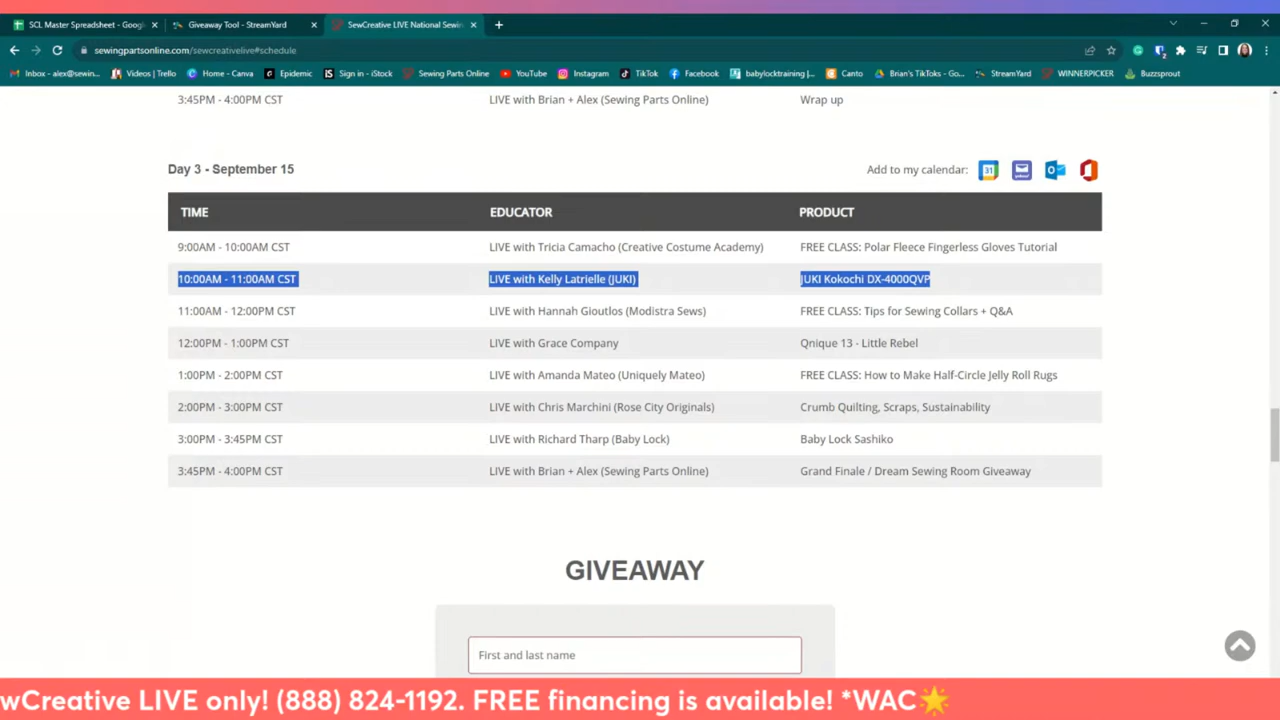 SCL Master Spreadsheet - Goog
Giveaway Tool - StreamYard
SewCreative LIVE National Sewin
sewingpartsonline.com/sewcreativelive#schedule
Inbox - alex@sewin... Videos | Trello Home - Canva Epidemic Sign in - iStock Sewing Parts Online YouTube Instagram TikTok Facebook babylocktraining |... Canto Brian's TikToks - Go... StreamYard WINNERPICKER Buzzsprout
3:45PM - 4:00PM CST LIVE with Brian + Alex (Sewing Parts Online) Wrap up
Day 3 - September 15 Add to my calendar: 31
TIME EDUCATOR PRODUCT
9:00AM - 10:00AM CST LIVE with Tricia Camacho (Creative Costume Academy) FREE CLASS: Polar Fleece Fingerless Gloves Tutorial
10:00AM - 11:00AM CST LIVE with Kelly Latrielle (JUKI) JUKI Kokochi DX-4000QVP
11:00AM - 12:00PM CST LIVE with Hannah Gioutlos (Modistra Sews) FREE CLASS: Tips for Sewing Collars + Q&A
12:00PM - 1:00PM CST LIVE with Grace Company Qnique 13 - Little Rebel
1:00PM - 2:00PM CST LIVE with Amanda Mateo (Uniquely Mateo) FREE CLASS: How to Make Half-Circle Jelly Roll Rugs
2:00PM - 3:00PM CST LIVE with Chris Marchini (Rose City Originals) Crumb Quilting, Scraps, Sustainability
3:00PM - 3:45PM CST LIVE with Richard Tharp (Baby Lock) Baby Lock Sashiko
3:45PM - 4:00PM CST LIVE with Brian + Alex (Sewing Parts Online) Grand Finale / Dream Sewing Room Giveaway
GIVEAWAY
First and last name
wCreative LIVE only! (888) 824-1192. FREE financing is available! *WAC🌟